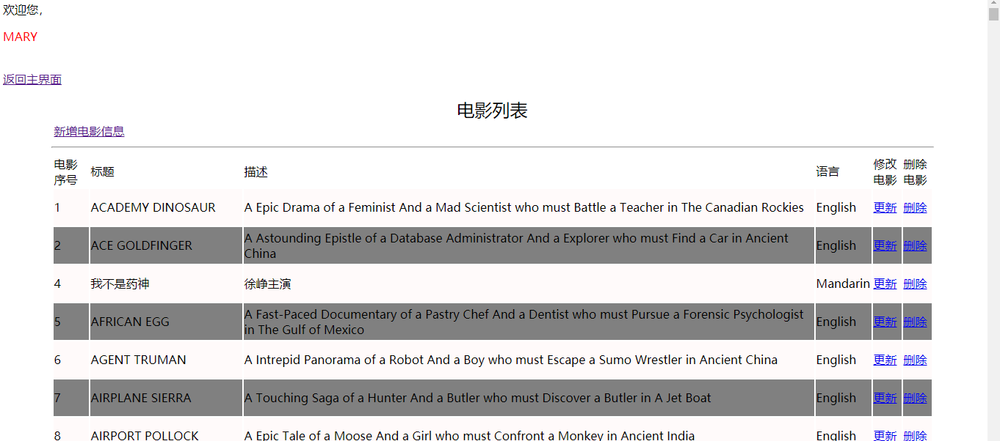 欢迎您，
MARY
返回主界面
电影列表
新增电影信息
电影 修改 删除
序号 标题 描述 语言 电影 电影
1 ACADEMY DINOSAUR A Epic Drama of a Feminist And a Mad Scientist who must Battle a Teacher in The Canadian Rockies English 更新 删除
2 ACE GOLDFINGER A Astounding Epistle of a Database Administrator And a Explorer who must Find a Car in Ancient
China English 更新 删除
4 我不是药神 徐峥主演 Mandarin 更新 删除
5 AFRICAN EGG A Fast-Paced Documentary of a Pastry Chef And a Dentist who must Pursue a Forensic Psychologist
in The Gulf of Mexico English 更新 删除
6 AGENT TRUMAN A Intrepid Panorama of a Robot And a Boy who must Escape a Sumo Wrestler in Ancient China English 更新 删除
7 AIRPLANE SIERRA A Touching Saga of a Hunter And a Butler who must Discover a Butler in A Jet Boat English 更新 删除
8 AIRPORT POLLOCK A Epic Tale of a Moose And a Girl who must Confront a Monkey in Ancient India English 更新 删除